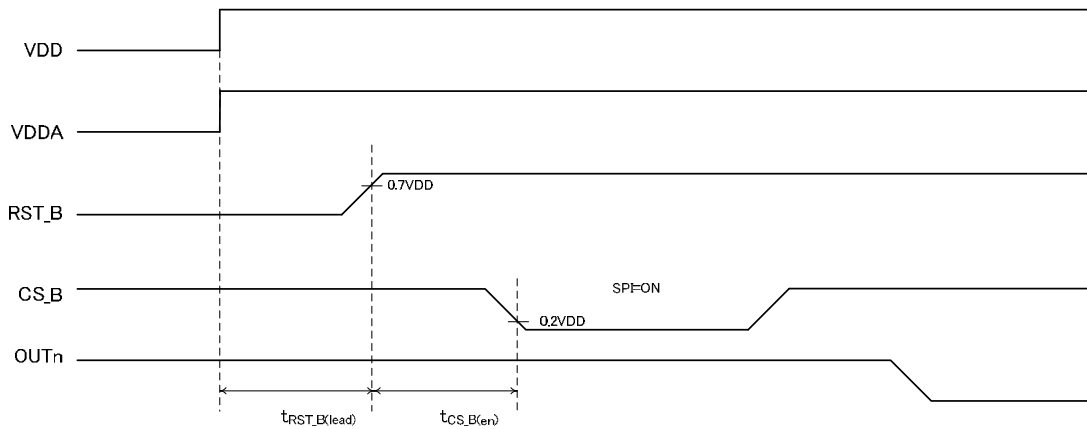 VDD
VDDA
RST_B
0.7VDD
CS_B
SPI=ON
0.2VDD
OUTn
tRST_B(lead)
tCS_B(en)